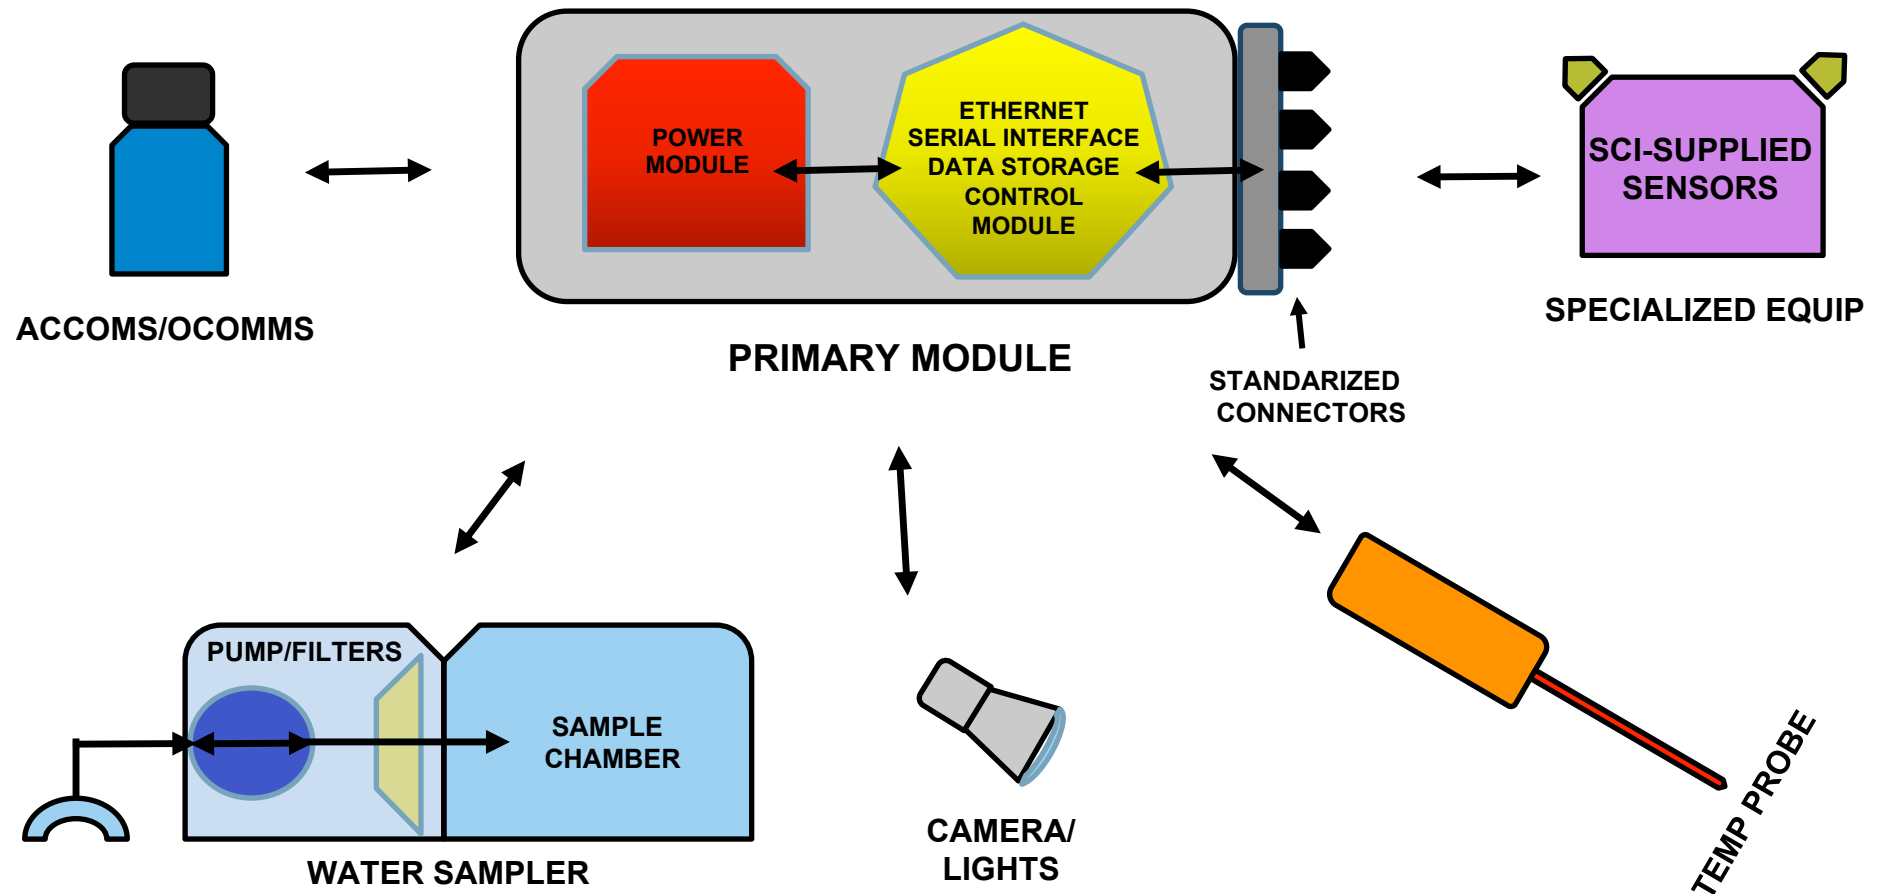 POWER
MODULE
ETHERNET
SERIAL INTERFACE
DATA STORAGE
CONTROL
MODULE
SCI-SUPPLIED
SENSORS
ACCOMS/OCOMMS
PRIMARY MODULE
SPECIALIZED EQUIP
STANDARIZED
CONNECTORS
PUMP/FILTERS
SAMPLE
CHAMBER
WATER SAMPLER
CAMERA/
LIGHTS
TEMP PROBE